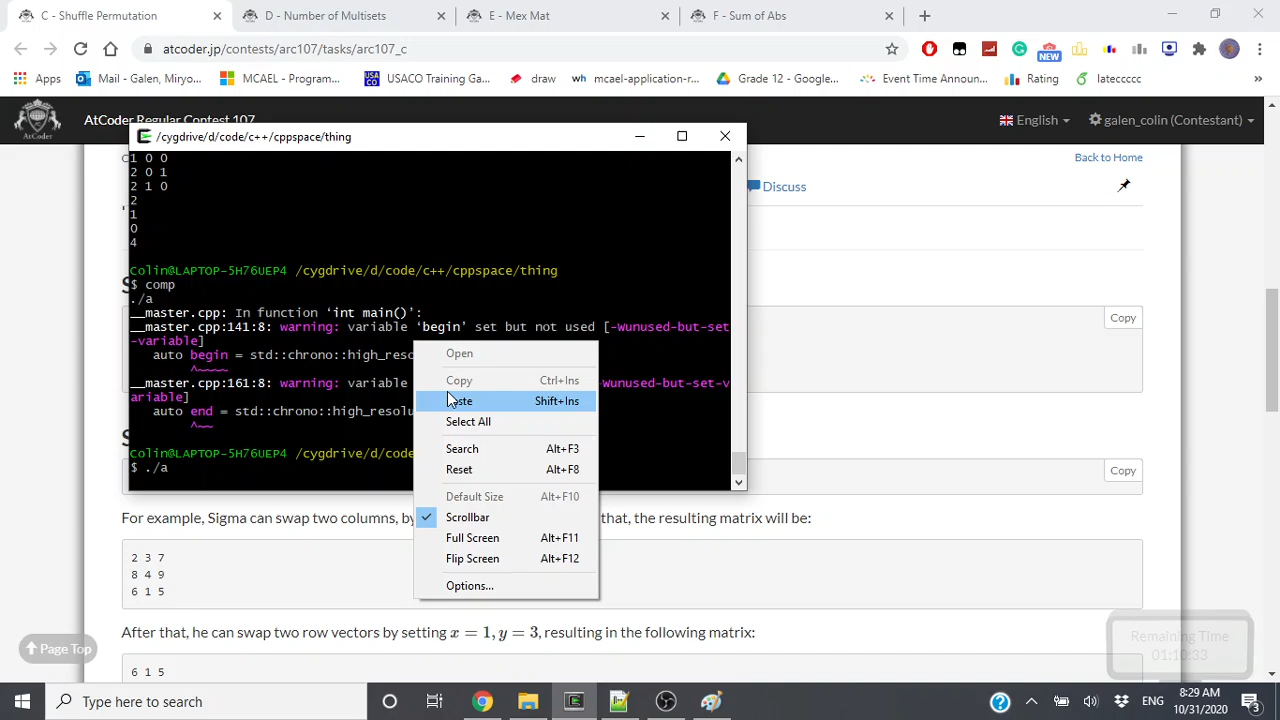 C - Shuffle Permutation
D - Number of Multisets
E - Mex Mat
F - Sum of Abs
atcoder.jp/contests/arc107/tasks/arc107_c
NEW
Apps
Mail - Galen, Miryo...
MCAEL - Program...
USACO Training Ga...
draw
wh mcael-application-r...
Grade 12 - Google...
Event Time Announ...
Rating
lateccccc
AtCoder
AtCoder Regular Contest 107
English
galen_colin (Contestant)
/cygdrive/d/code/c++/cppspace/thing
Back to Home
Discuss
1 0 0
2 0 1
2 1 0
2
1
0
4
Colin@LAPTOP-5H76UEP4 /cygdrive/d/code/c++/cppspace/thing
$ comp
./a
__master.cpp: In function ‘int main()’:
__master.cpp:141:8: warning: variable ‘begin’ set but not used [-Wunused-but-set
-variable]
auto begin = std::chrono::high_reso
^~~~~
__master.cpp:161:8: warning: variable
-Wunused-but-set-v
ariable]
auto end = std::chrono::high_resolu
^~~
Colin@LAPTOP-5H76UEP4 /cygdrive/d/code
$ ./a
Open
Copy Ctrl+Ins
Shift+Ins
Select All
Search Alt+F3
Reset Alt+F8
Default Size Alt+F10
Scrollbar
Full Screen Alt+F11
Flip Screen Alt+F12
Options...
Copy
Copy
For example, Sigma can swap two columns, by
that, the resulting matrix will be:
2 3 7
8 4 9
6 1 5
After that, he can swap two row vectors by setting x = 1, y = 3, resulting in the following matrix:
6 1 5
Page Top
Remaining Time
01:10:33
Type here to search
ENG
8:29 AM
10/31/2020
3